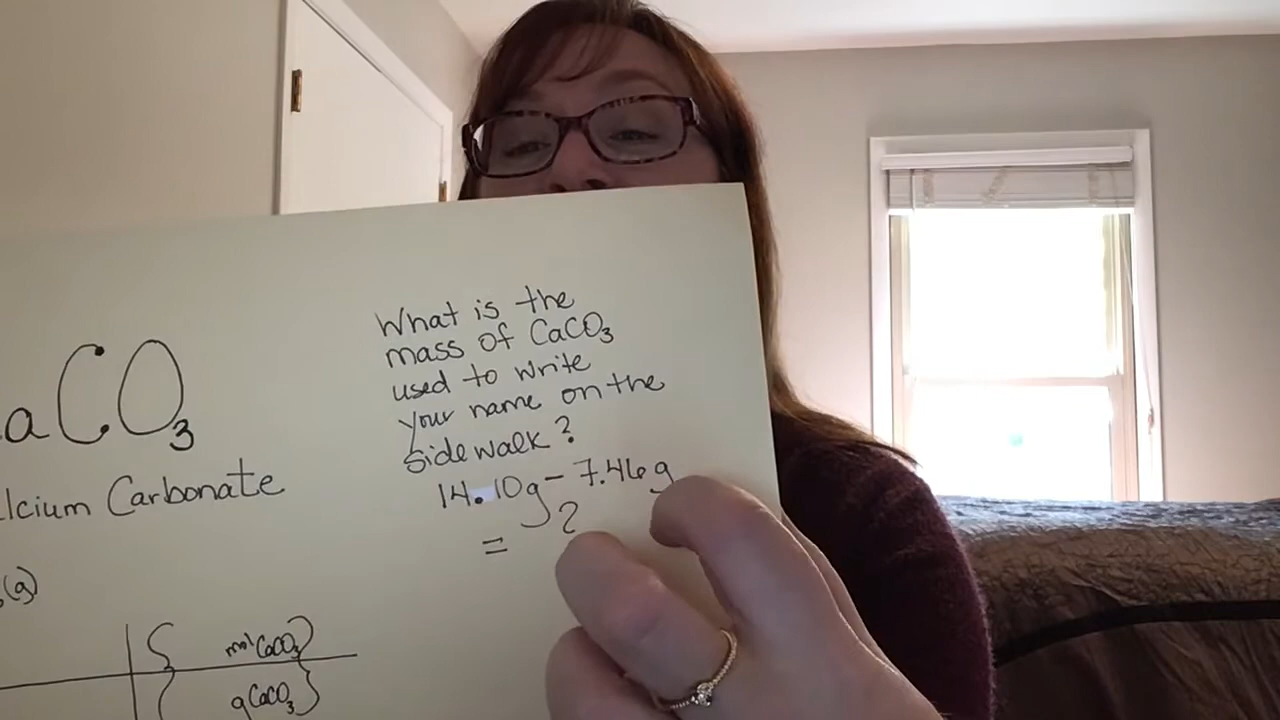 aCO3
lcium Carbonate
(g)
mol CaCO3
g CaCO3
What is the
mass of CaCO3
used to write
your name on the
sidewalk?
14.10g - 7.46g
= ?